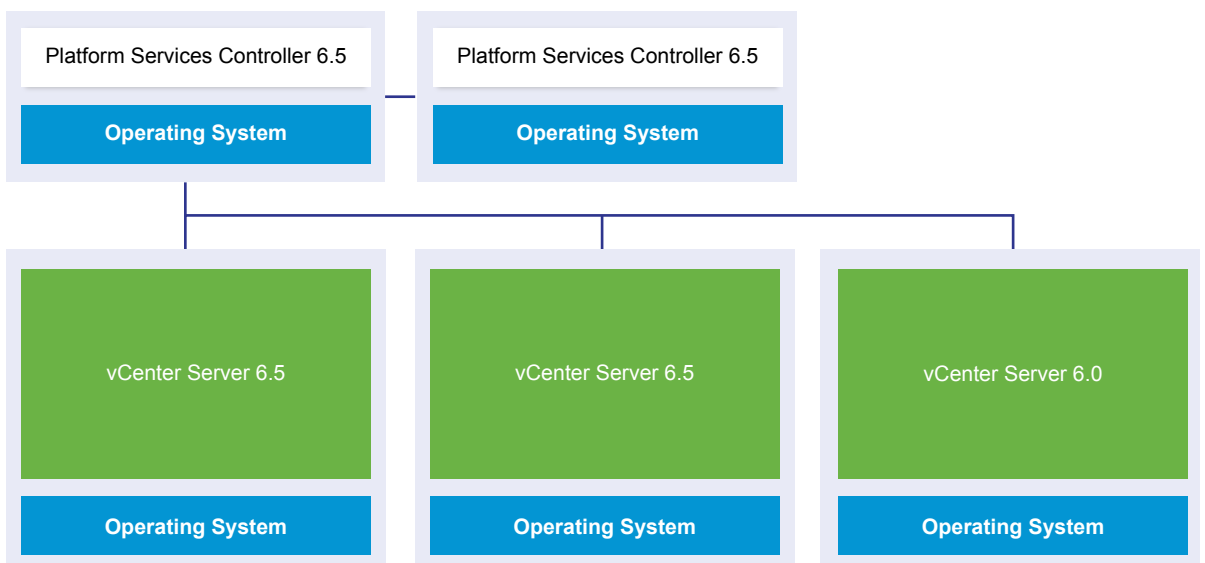 Platform Services Controller 6.5
Platform Services Controller 6.5
Operating System
Operating System
vCenter Server 6.5
vCenter Server 6.5
vCenter Server 6.0
Operating System
Operating System
Operating System